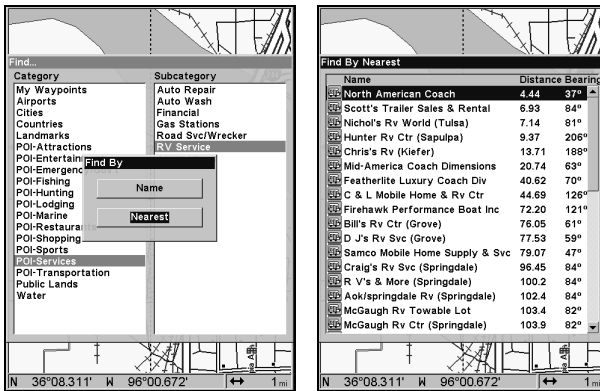 Find...
Category Subcategory
My Waypoints
Airports
Cities
Countries
Landmarks
POI-Attractions
POI-Entertain
POI-Emergenc
POI-Fishing
POI-Hunting
POI-Lodging
POI-Marine
POI-Restaura
POI-Shopping
POI-Sports
POI-Services
POI-Transportation
Public Lands
Water
Auto Repair
Auto Wash
Financial
Gas Stations
Road Svc/Wrecker
RV Service
Find By
Name
Nearest
N 36°08.311' W 96°00.672' ↔ 1 mi
Find By Nearest
Name Distance Bearing
North American Coach 4.44 37°
Scott's Trailer Sales & Rental 6.93 84°
Nichol's Rv World (Tulsa) 7.14 81°
Hunter Rv Ctr (Sapulpa) 9.37 206°
Chris's Rv (Kiefer) 13.71 188°
Mid-America Coach Dimensions 20.74 63°
Featherlite Luxury Coach Div 40.62 70°
C & L Mobile Home & Rv Ctr 44.69 126°
Firehawk Performance Boat Inc 72.20 121°
Bill's Rv Ctr (Grove) 76.05 61°
D J's Rv Svc (Grove) 77.53 59°
Samco Mobile Home Supply & Svc 79.07 47°
Craig's Rv Svc (Springdale) 96.45 84°
R V's & More (Springdale) 100.2 84°
Aok/springdale Rv (Springdale) 102.4 84°
McGaugh Rv Towable Lot 103.4 82°
McGaugh Rv Ctr (Springdale) 103.9 82°
N 36°08.311' W 96°00.672' ↔ 1 mi